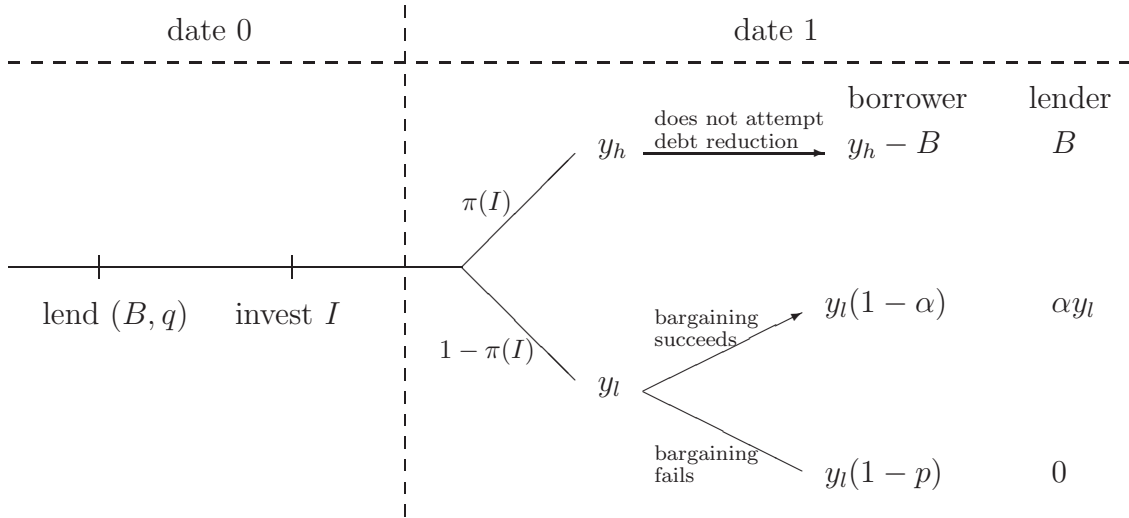 date 0
date 1
borrower
lender
does not attempt
debt reduction
y_h
y_h − B
B
π(I)
lend (B, q)
invest I
1 − π(I)
y_l
bargaining
succeeds
y_l(1 − α)
αy_l
bargaining
fails
y_l(1 − p)
0